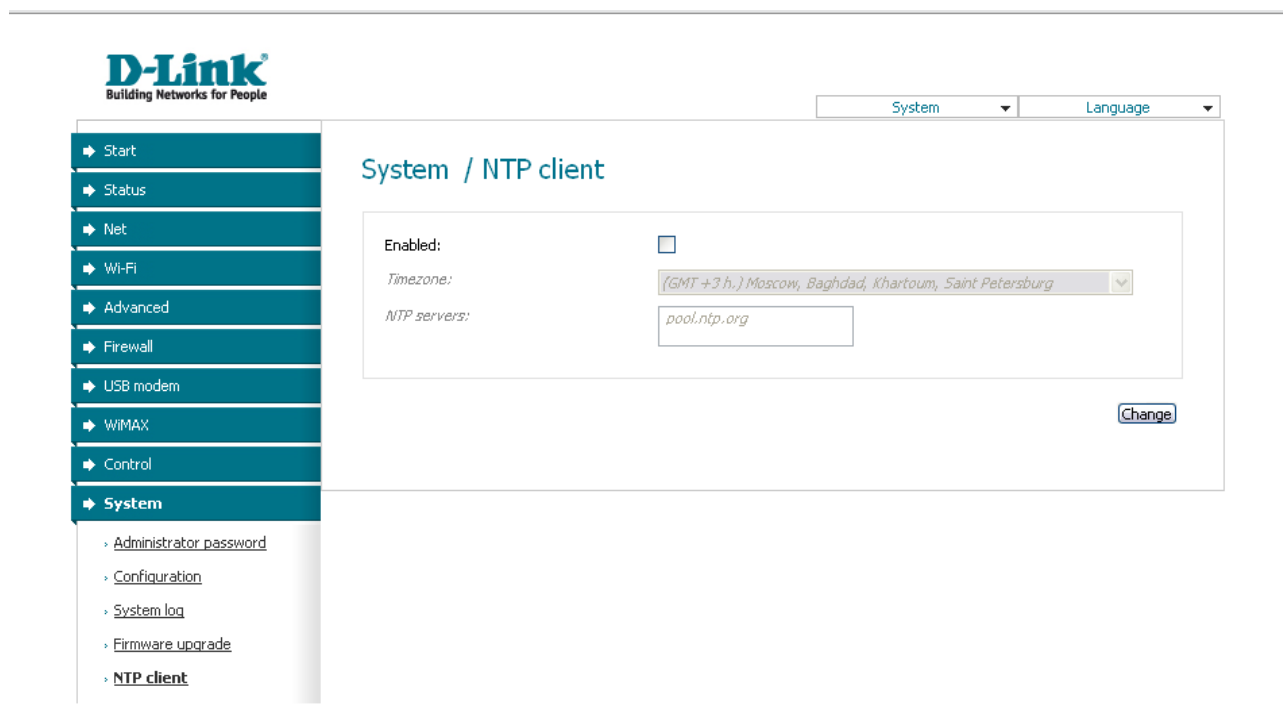 D-Link®
Building Networks for People
System
Language
Start
Status
Net
Wi-Fi
Advanced
Firewall
USB modem
WiMAX
Control
System
Administrator password
Configuration
System log
Firmware upgrade
NTP client
System / NTP client
Enabled:
Timezone:
(GMT +3 h.) Moscow, Baghdad, Khartoum, Saint Petersburg
NTP servers:
pool.ntp.org
Change